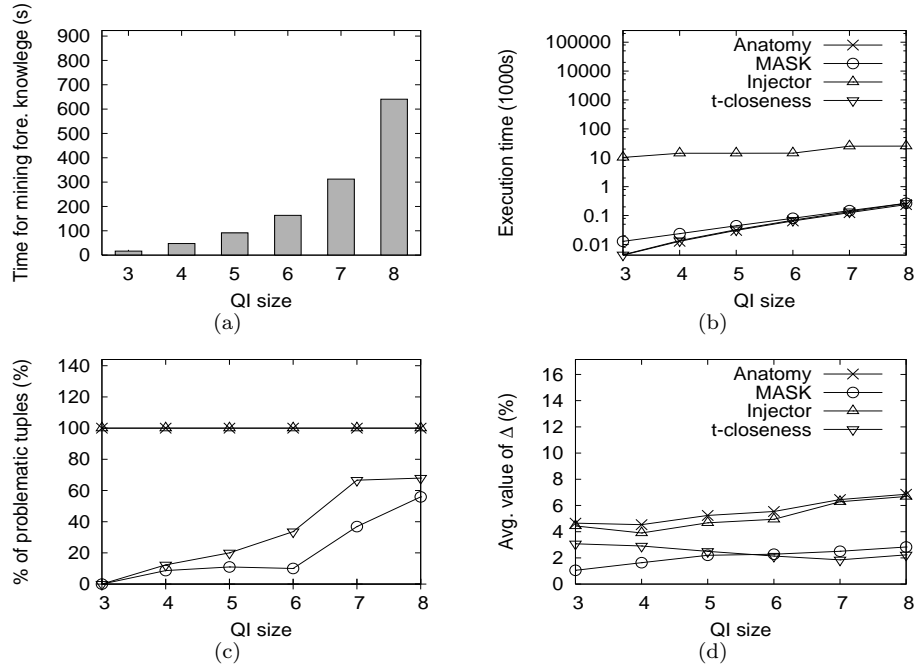 Time for mining fore. knowlege (s)
900
800
700
600
500
400
300
200
100
0
3 4 5 6 7 8
QI size
(a)
Execution time (1000s)
100000
10000
1000
100
10
1
0.1
0.01
Anatomy
MASK
Injector
t-closeness
3 4 5 6 7 8
QI size
(b)
% of problematic tuples (%)
140
120
100
80
60
40
20
0
3 4 5 6 7 8
QI size
(c)
Avg. value of Δ (%)
16
14
12
10
8
6
4
2
0
Anatomy
MASK
Injector
t-closeness
3 4 5 6 7 8
QI size
(d)